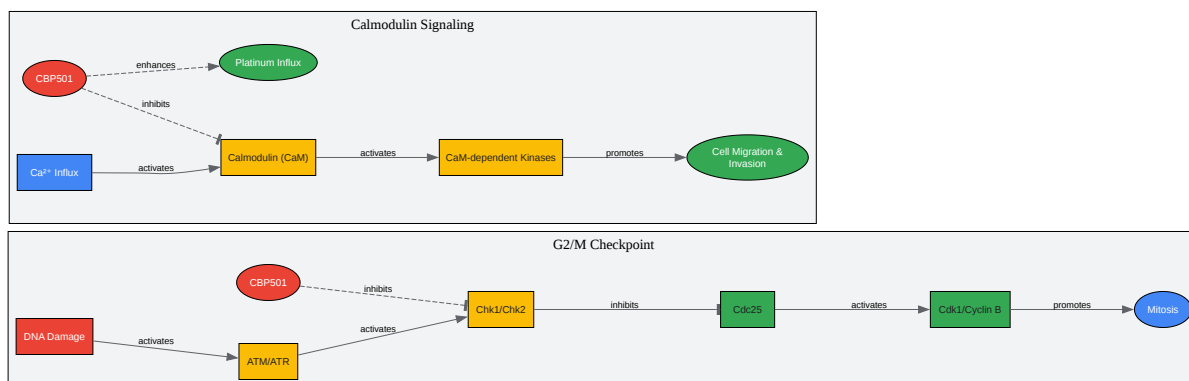 Calmodulin Signaling
CBP501
enhances
Platinum Influx
inhibits
Ca²⁺ Influx
activates
Calmodulin (CaM)
activates
CaM-dependent Kinases
promotes
Cell Migration &
Invasion
G2/M Checkpoint
CBP501
inhibits
DNA Damage
activates
ATM/ATR
activates
Chk1/Chk2
inhibits
Cdc25
activates
Cdk1/Cyclin B
promotes
Mitosis